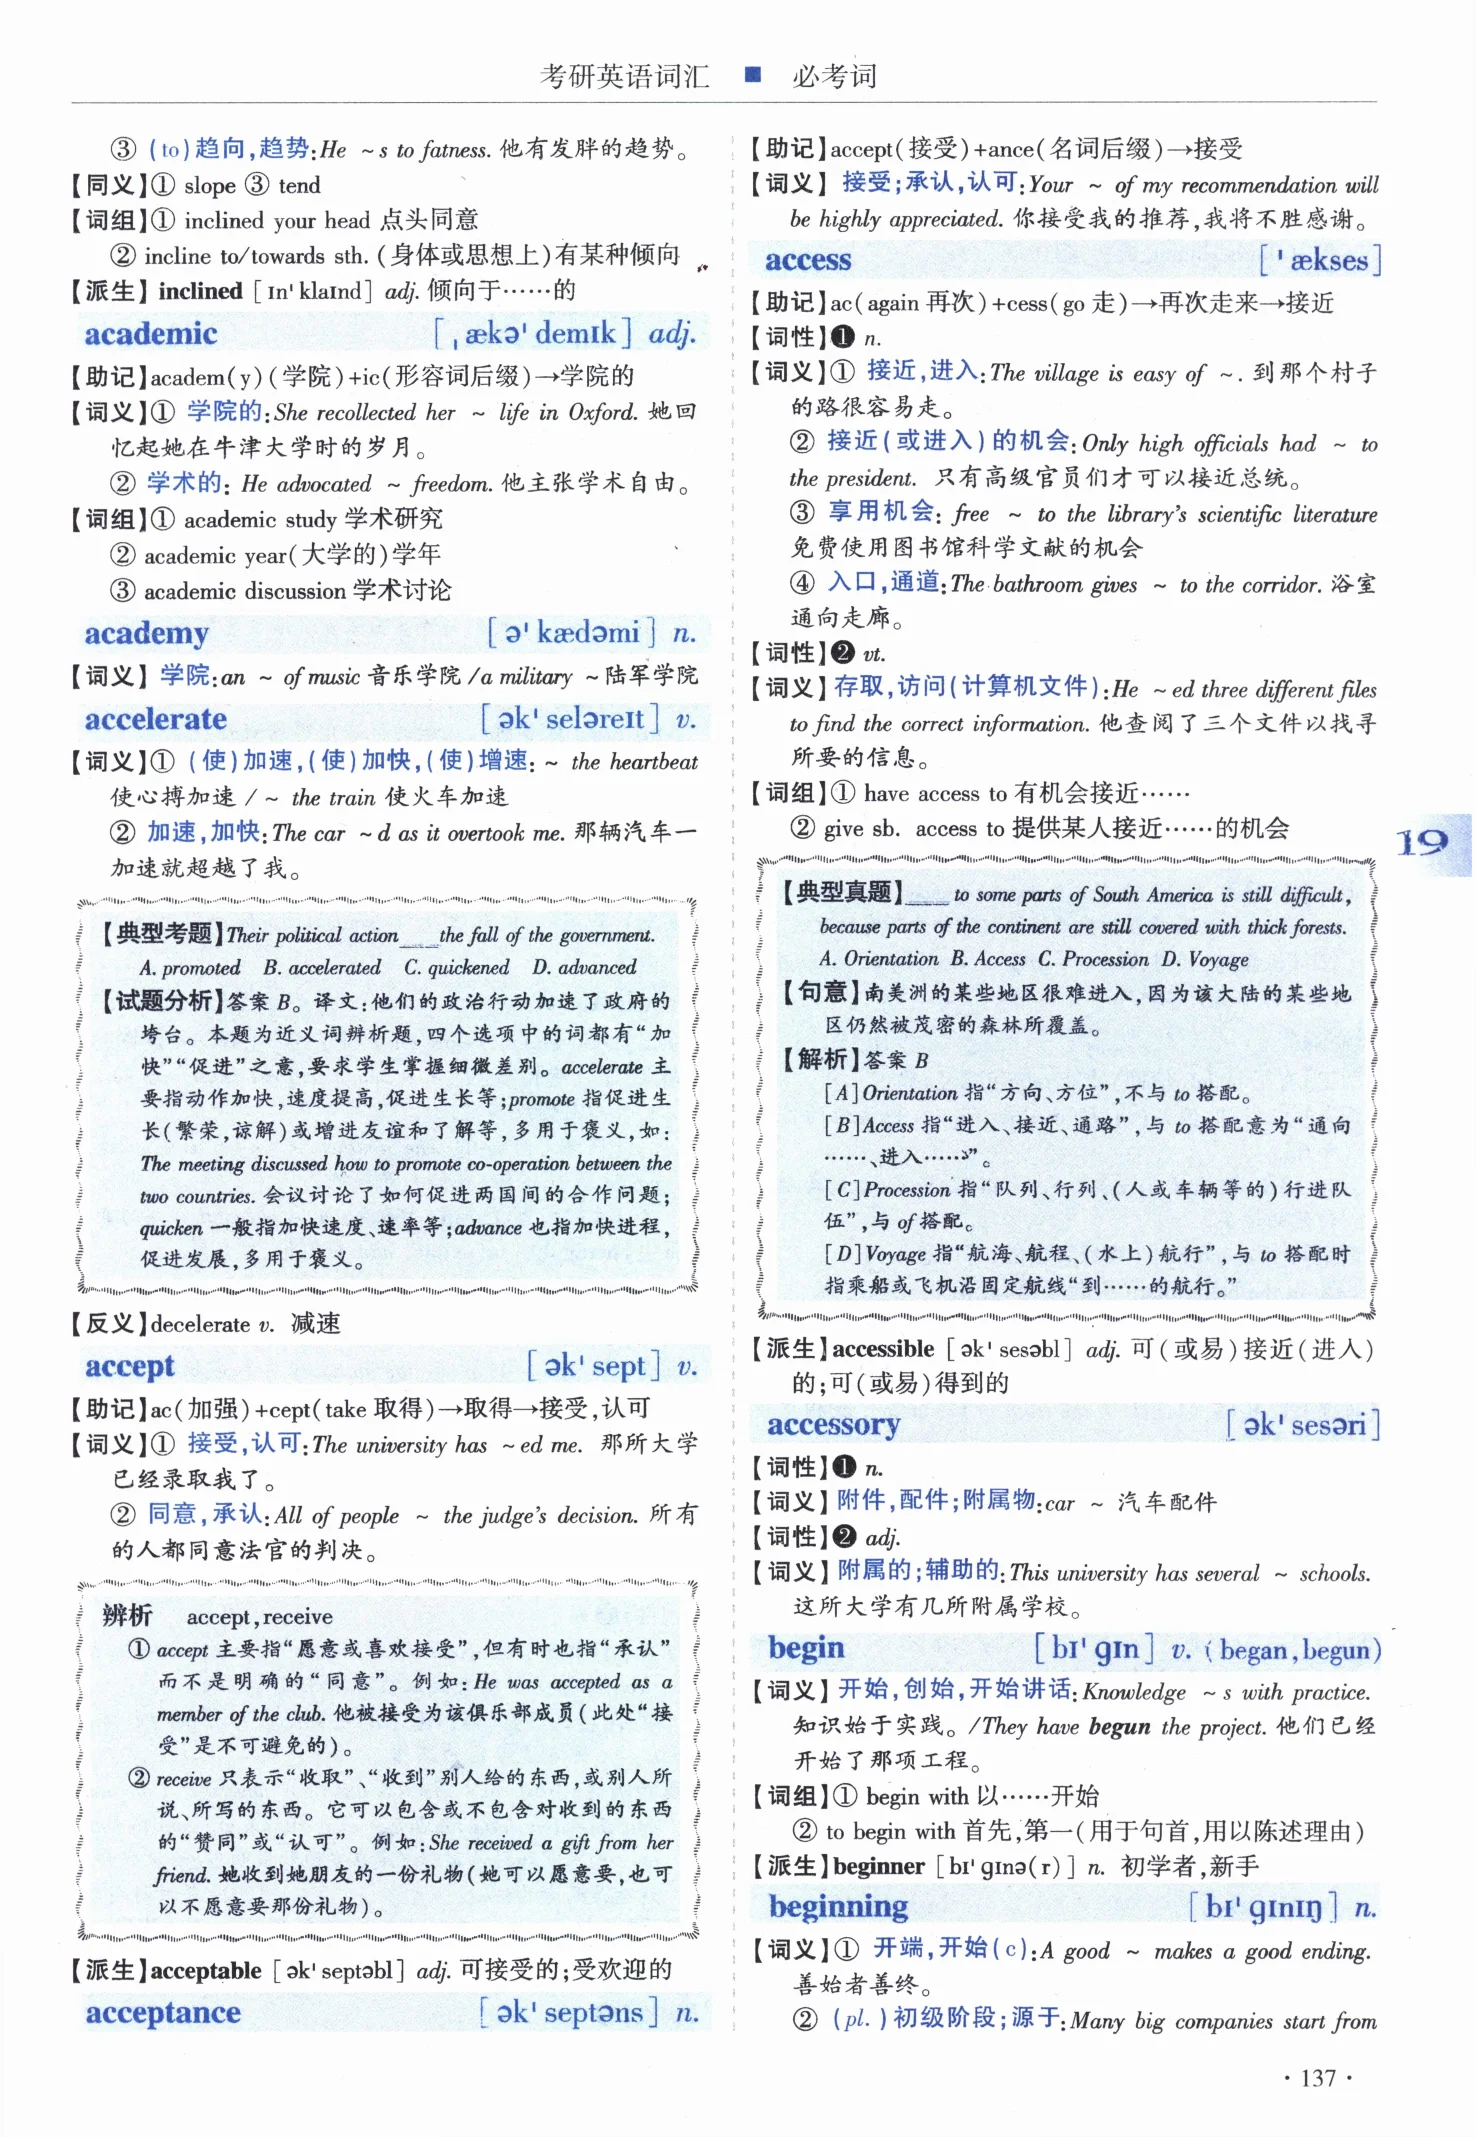 考研英语词汇 ■ 必考词
③ (to)趋向,趋势:He ~s to fatness. 他有发胖的趋势。
【同义】① slope ③ tend
【词组】① inclined your head 点头同意
② incline to/towards sth. (身体或思想上)有某种倾向
【派生】 inclined [ɪn'klaɪnd] adj. 倾向于……的
academic [ˌækə'demɪk] adj.
【助记】academ(y)(学院)+ic(形容词后缀)→学院的
【词义】① 学院的:She recollected her ~ life in Oxford. 她回
忆起她在牛津大学时的岁月。
② 学术的: He advocated ~ freedom. 他主张学术自由。
【词组】① academic study 学术研究
② academic year(大学的)学年
③ academic discussion 学术讨论
academy [ə'kædəmi] n.
【词义】 学院:an ~ of music 音乐学院 /a military ~陆军学院
accelerate [ək'seləreɪt] v.
【词义】① (使)加速,(使)加快,(使)增速: ~ the heartbeat
使心搏加速 / ~ the train 使火车加速
② 加速,加快:The car ~d as it overtook me. 那辆汽车一
加速就超越了我。
【典型考题】Their political action___the fall of the government.
A. promoted B. accelerated C. quickened D. advanced
【试题分析】答案 B。译文:他们的政治行动加速了政府的
垮台。本题为近义词辨析题,四个选项中的词都有“加
快”“促进”之意,要求学生掌握细微差别。accelerate 主
要指动作加快,速度提高,促进生长等;promote 指促进生
长(繁荣,谅解)或增进友谊和了解等,多用于褒义,如:
The meeting discussed how to promote co-operation between the
two countries. 会议讨论了如何促进两国间的合作问题;
quicken 一般指加快速度、速率等;advance 也指加快进程,
促进发展,多用于褒义。
【反义】decelerate v. 减速
accept [ək'sept] v.
【助记】ac(加强)+cept(take 取得)→取得→接受,认可
【词义】① 接受,认可:The university has ~ed me. 那所大学
已经录取我了。
② 同意,承认:All of people ~ the judge's decision. 所有
的人都同意法官的判决。
辨析 accept,receive
① accept 主要指“愿意或喜欢接受”,但有时也指“承认”
而不是明确的“同意”。例如:He was accepted as a
member of the club. 他被接受为该俱乐部成员(此处“接
受”是不可避免的)。
② receive 只表示“收取”、“收到”别人给的东西,或别人所
说、所写的东西。它可以包含或不包含对收到的东西
的“赞同”或“认可”。例如:She received a gift from her
friend. 她收到她朋友的一份礼物(她可以愿意要,也可
以不愿意要那份礼物)。
【派生】acceptable [ək'septəbl] adj. 可接受的;受欢迎的
acceptance [ək'septəns] n.
【助记】accept(接受)+ance(名词后缀)→接受
【词义】 接受;承认,认可:Your ~ of my recommendation will
be highly appreciated. 你接受我的推荐,我将不胜感谢。
access ['ækses]
【助记】ac(again 再次)+cess(go 走)→再次走来→接近
【词性】❶ n.
【词义】① 接近,进入:The village is easy of ~. 到那个村子
的路很容易走。
② 接近(或进入)的机会:Only high officials had ~ to
the president. 只有高级官员们才可以接近总统。
③ 享用机会: free ~ to the library's scientific literature
免费使用图书馆科学文献的机会
④ 入口,通道:The bathroom gives ~ to the corridor. 浴室
通向走廊。
【词性】❷ vt.
【词义】存取,访问(计算机文件):He ~ed three different files
to find the correct information. 他查阅了三个文件以找寻
所要的信息。
【词组】① have access to 有机会接近……
② give sb. access to 提供某人接近……的机会
19
【典型真题】____ to some parts of South America is still difficult,
because parts of the continent are still covered with thick forests.
A. Orientation B. Access C. Procession D. Voyage
【句意】南美洲的某些地区很难进入,因为该大陆的某些地
区仍然被茂密的森林所覆盖。
【解析】答案 B
[A]Orientation 指“方向、方位”,不与 to 搭配。
[B]Access 指“进入、接近、通路”,与 to 搭配意为“通向
……、进入……”。
[C]Procession 指“队列、行列、(人或车辆等的)行进队
伍”,与 of 搭配。
[D]Voyage 指“航海、航程、(水上)航行”,与 to 搭配时
指乘船或飞机沿固定航线“到……的航行。”
【派生】accessible [ək'sesəbl] adj. 可(或易)接近(进人)
的;可(或易)得到的
accessory [ək'sesəri]
【词性】❶ n.
【词义】附件,配件;附属物:car ~ 汽车配件
【词性】❷ adj.
【词义】附属的;辅助的:This university has several ~ schools.
这所大学有几所附属学校。
begin [bɪ'gɪn] v. (began,begun)
【词义】 开始,创始,开始讲话:Knowledge ~s with practice.
知识始于实践。/They have begun the project. 他们已经
开始了那项工程。
【词组】① begin with 以……开始
② to begin with 首先,第一(用于句首,用以陈述理由)
【派生】beginner [bɪ'gɪnə(r)] n. 初学者,新手
beginning [bɪ'gɪnɪŋ] n.
【词义】① 开端,开始(c):A good ~ makes a good ending.
善始者善终。
② (pl.)初级阶段;源于:Many big companies start from
· 137 ·